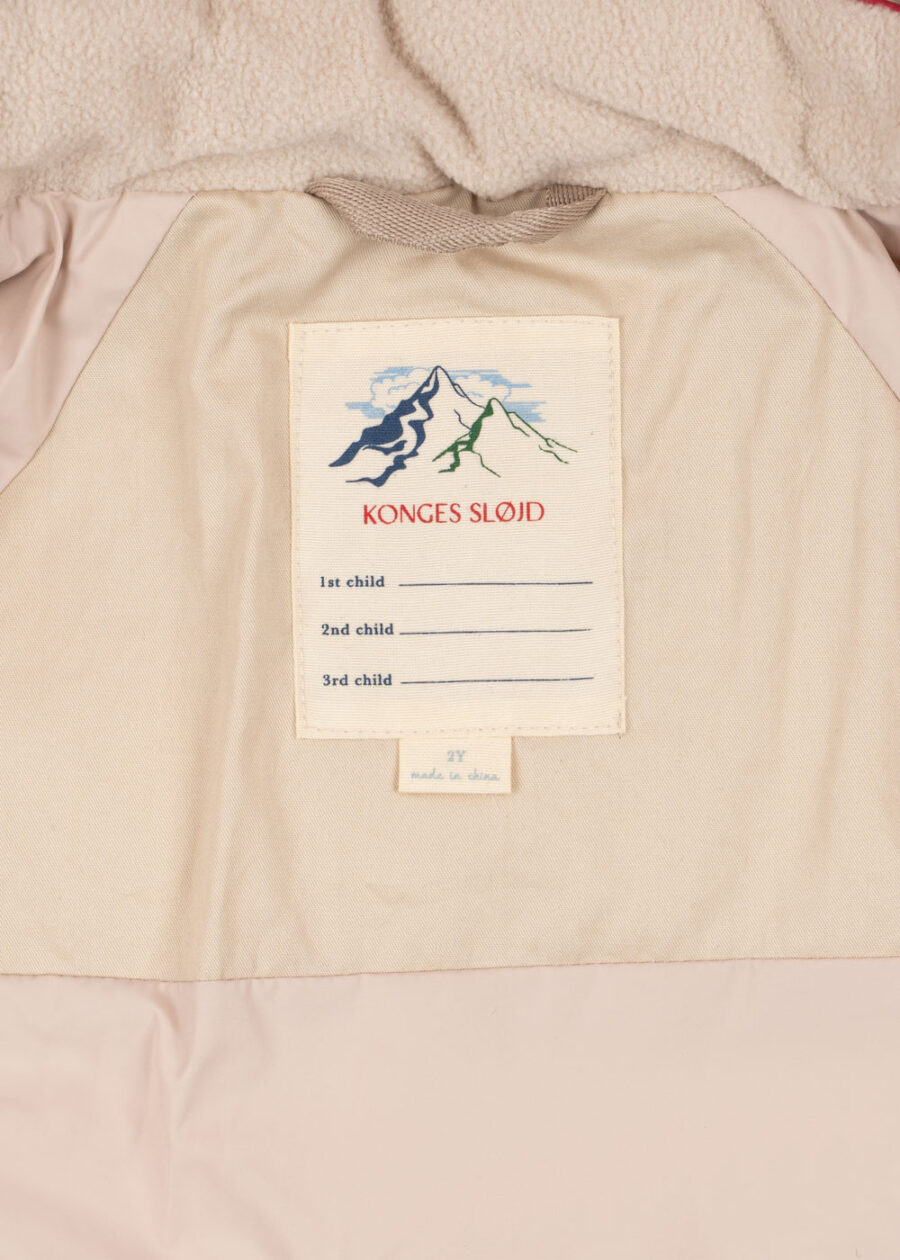 KONGES SLØJD
1st child
2nd child
3rd child
2Y
made in china